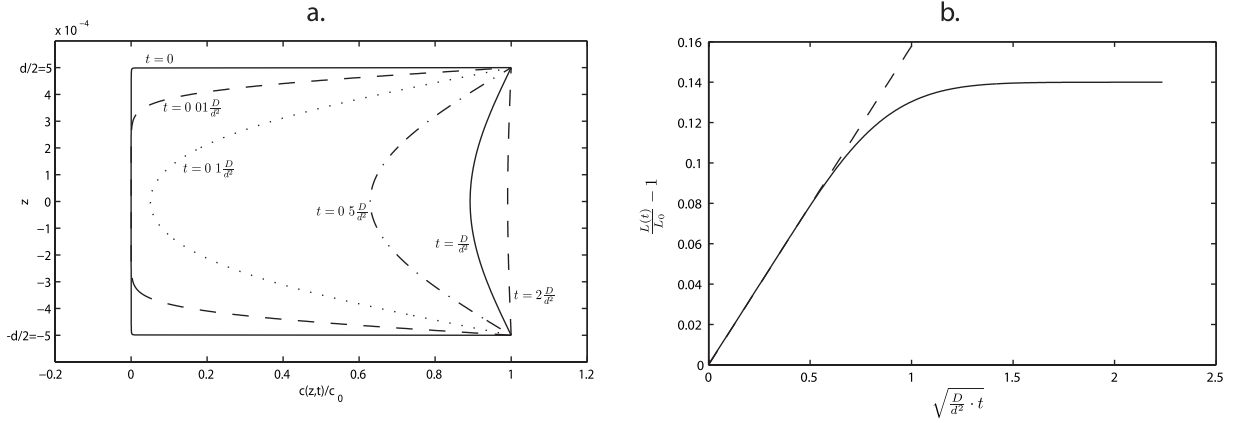 a.
x 10⁻⁴
d/2=5
4
3
2
1
0
−1
−2
−3
−4
-d/2=−5
z
t = 0
t = 0 01 D/d²
t = 0 1 D/d²
t = 0 5 D/d²
t = D/d²
t = 2 D/d²
−0.2 0 0.2 0.4 0.6 0.8 1 1.2
c(z,t)/c₀
b.
0.16
0.14
0.12
0.1
0.08
0.06
0.04
0.02
0
L(t)/L₀ − 1
0 0.5 1 1.5 2 2.5
√(D/d² · t)